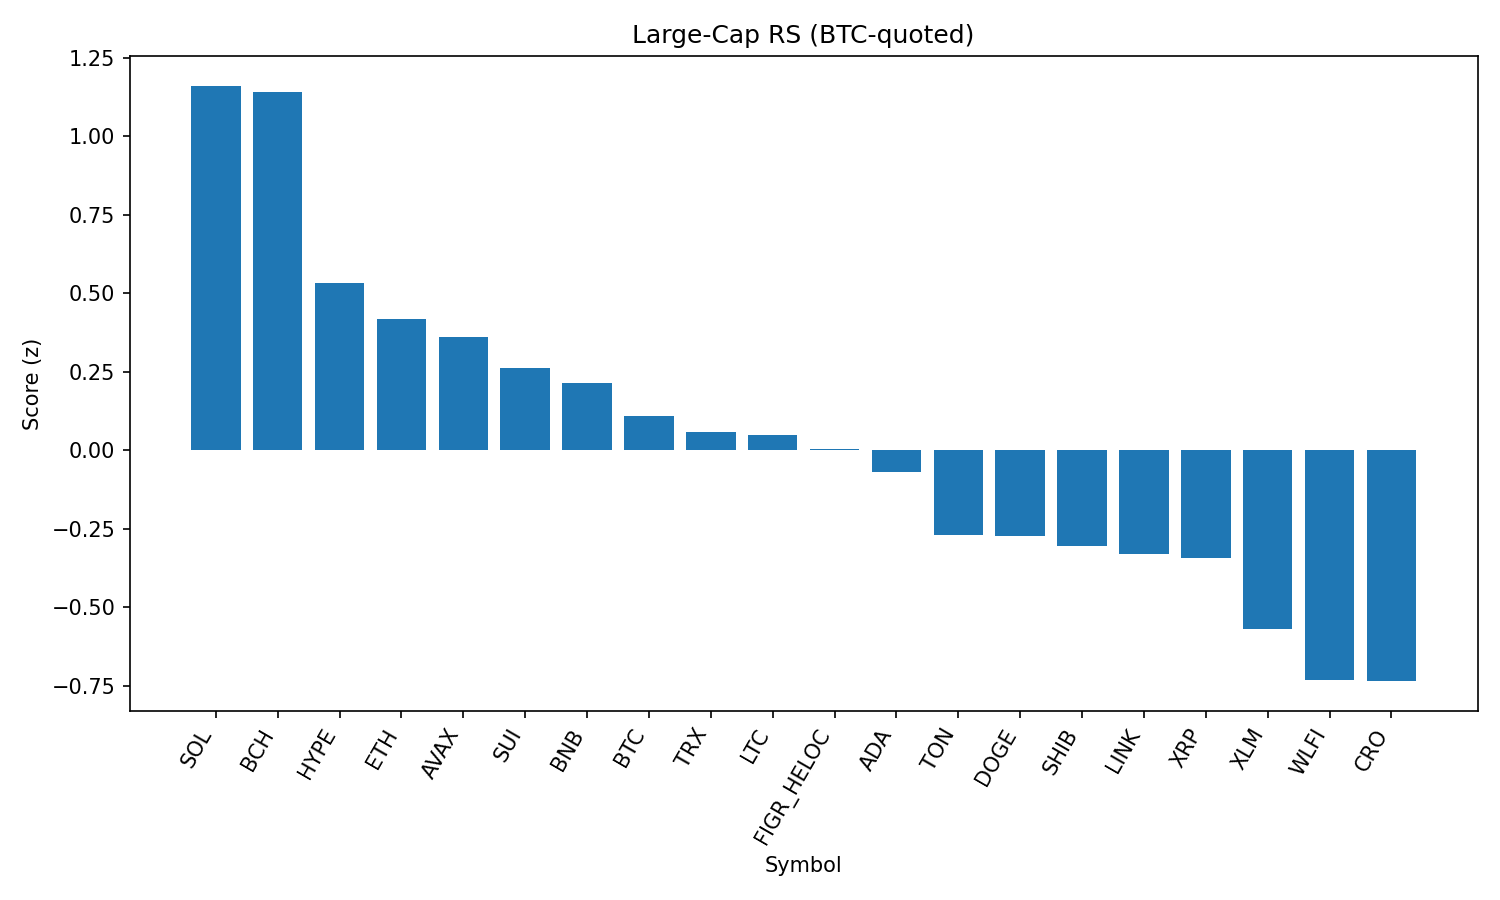 Large-Cap RS (BTC-quoted)
1.25
1.00
0.75
0.50
0.25
0.00
−0.25
−0.50
−0.75
Score (z)
SOL
BCH
HYPE
ETH
AVAX
SUI
BNB
BTC
TRX
LTC
FIGR_HELOC
ADA
TON
DOGE
SHIB
LINK
XRP
XLM
WLFI
CRO
Symbol